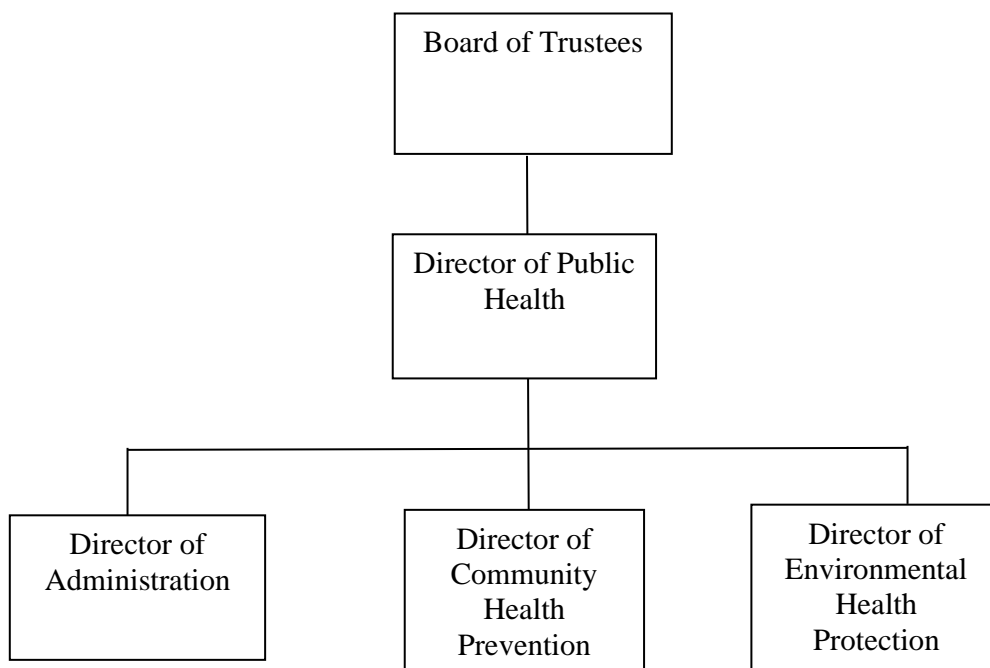 Board of Trustees
Director of Public
Health
Director of
Administration
Director of
Community
Health
Prevention
Director of
Environmental
Health
Protection